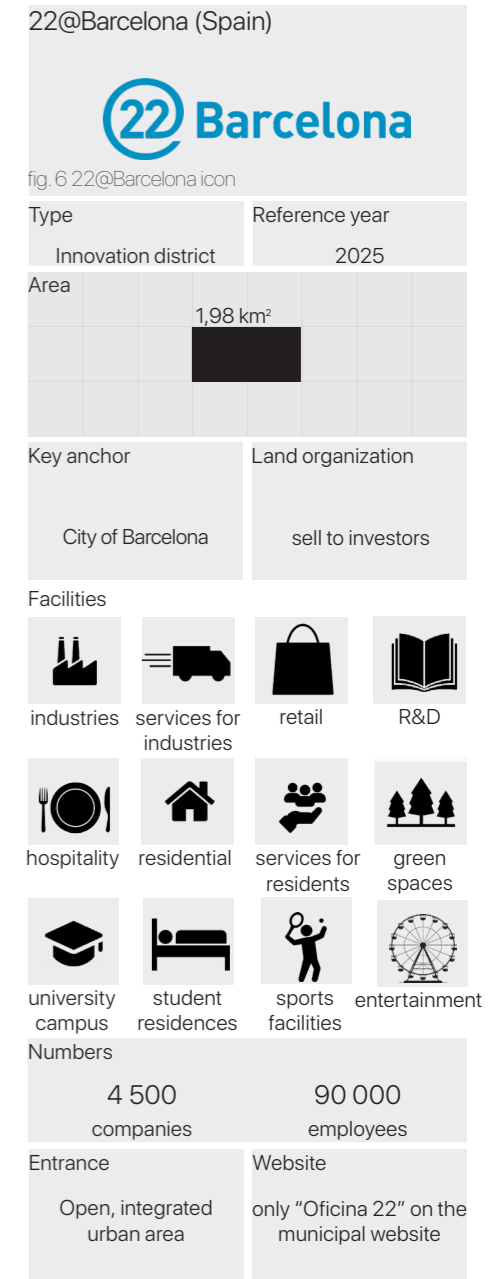 22@Barcelona (Spain)
22 Barcelona
fig. 6 22@Barcelona icon
Type
Innovation district
Reference year
2025
Area
1,98 km²
Key anchor
City of Barcelona
Land organization
sell to investors
Facilities
industries
services for
industries
retail
R&D
hospitality
residential
services for
residents
green
spaces
university
campus
student
residences
sports
facilities
entertainment
Numbers
4 500
companies
90 000
employees
Entrance
Open, integrated
urban area
Website
only “Oficina 22” on the
municipal website